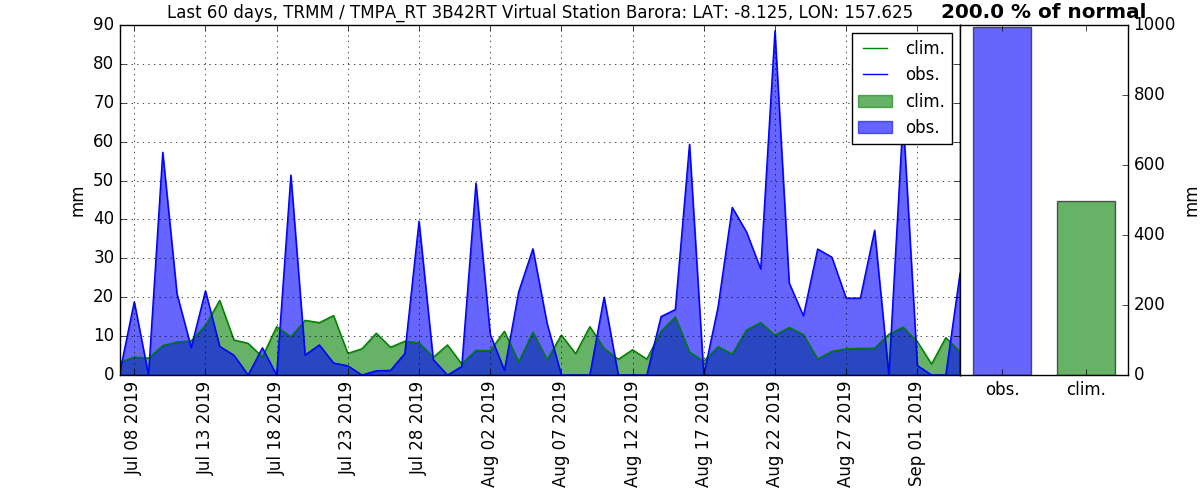 Last 60 days, TRMM / TMPA_RT 3B42RT Virtual Station Barora: LAT: -8.125, LON: 157.625
200.0 % of normal
90
80
70
60
50
40
30
20
10
0
mm
clim.
obs.
clim.
obs.
Jul 08 2019
Jul 13 2019
Jul 18 2019
Jul 23 2019
Jul 28 2019
Aug 02 2019
Aug 07 2019
Aug 12 2019
Aug 17 2019
Aug 22 2019
Aug 27 2019
Sep 01 2019
1000
800
600
400
200
0
mm
obs.
clim.